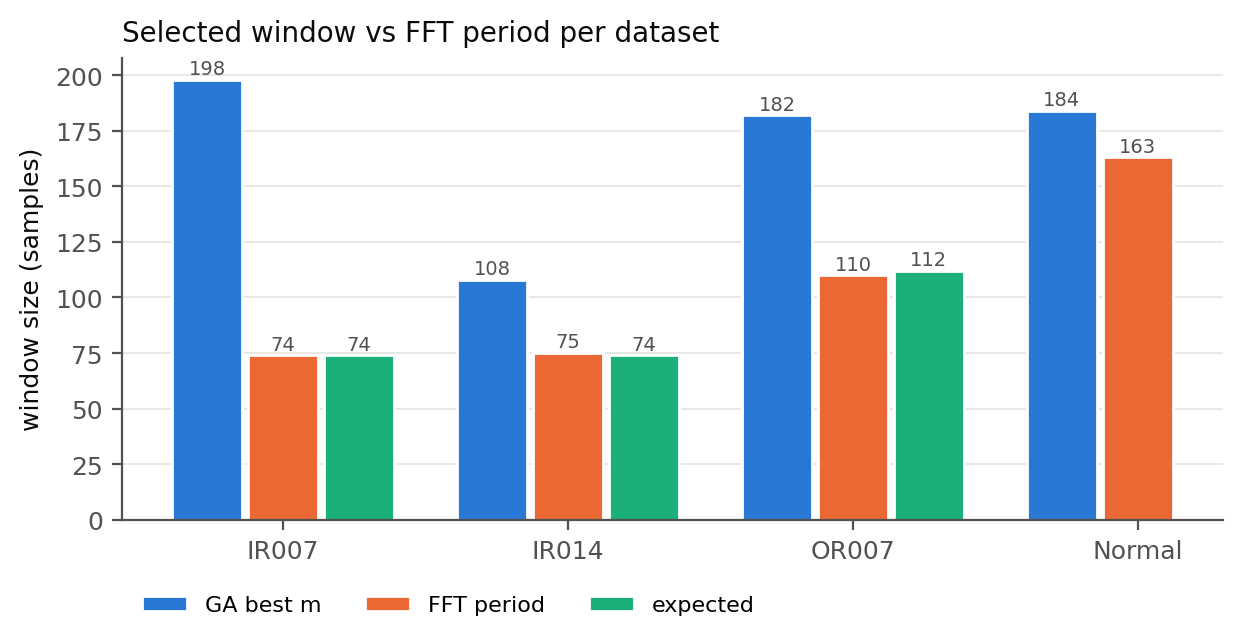 Selected window vs FFT period per dataset
window size (samples)
200
175
150
125
100
75
50
25
0
198
74
74
108
75
74
182
110
112
184
163
IR007
IR014
OR007
Normal
GA best m
FFT period
expected